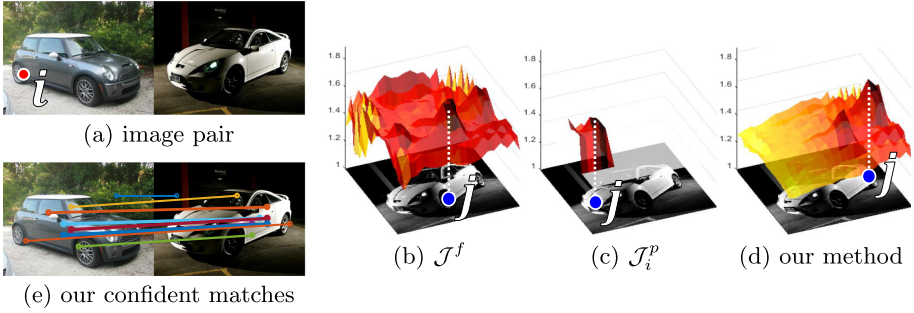 i
(a) image pair
(e) our confident matches
1.8
1.6
1.4
1.2
1
j
(b) 𝒥^f
1.8
1.6
1.4
1.2
1
j
(c) 𝒥_i^p
1.8
1.6
1.4
1.2
1
j
(d) our method